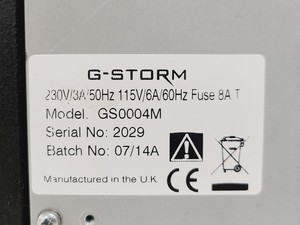 G-STORM
230V/3A/50Hz 115V/6A/60Hz Fuse 8A T
Model. GS0004M
Serial No: 2029
Batch No: 07/14A
Manufactured in the U.K CE